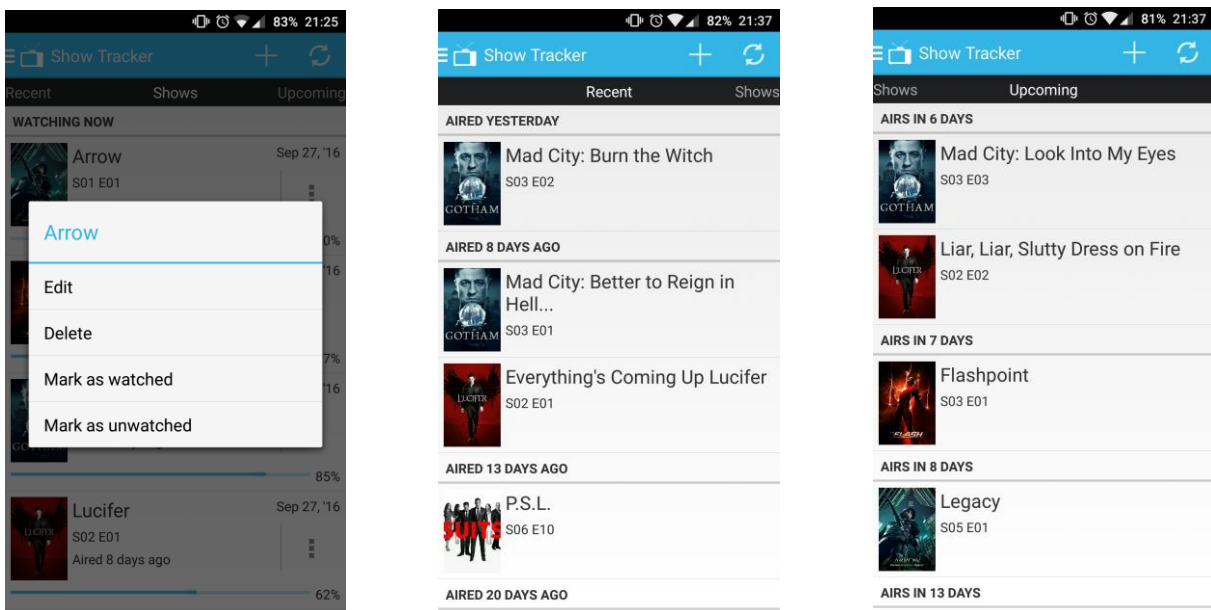 83% 21:25
Show Tracker
Recent Shows Upcoming
WATCHING NOW
Arrow
Sep 27, '16
S01 E01
0%
Arrow
'16
Edit
Delete
7%
Mark as watched
'16
Mark as unwatched
85%
Lucifer
Sep 27, '16
LUCIFER
S02 E01
Aired 8 days ago
62%
82% 21:37
Show Tracker
Recent Shows
AIRED YESTERDAY
Mad City: Burn the Witch
S03 E02
GOTHAM
AIRED 8 DAYS AGO
Mad City: Better to Reign in
Hell...
S03 E01
GOTHAM
Everything's Coming Up Lucifer
LUCIFER
S02 E01
AIRED 13 DAYS AGO
P.S.L.
SUITS
S06 E10
AIRED 20 DAYS AGO
81% 21:37
Show Tracker
Shows Upcoming
AIRS IN 6 DAYS
Mad City: Look Into My Eyes
S03 E03
GOTHAM
Liar, Liar, Slutty Dress on Fire
LUCIFER
S02 E02
AIRS IN 7 DAYS
Flashpoint
S03 E01
FLASH
AIRS IN 8 DAYS
Legacy
S05 E01
ARROW
AIRS IN 13 DAYS